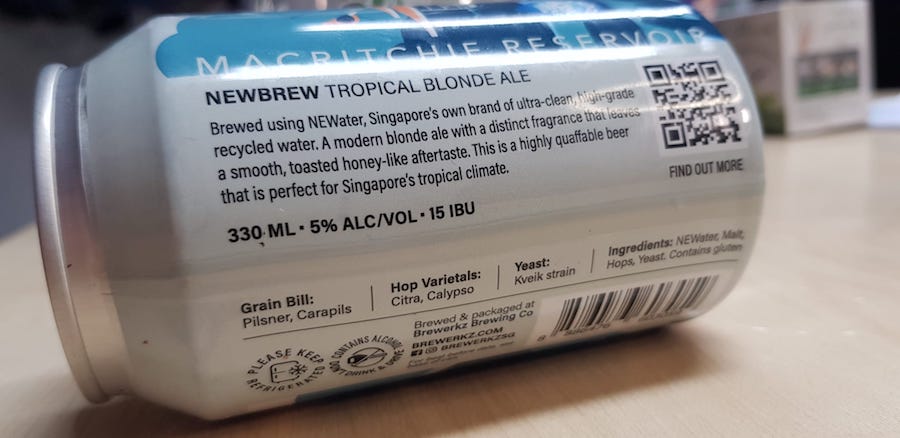 MACRITCHIE RESERVOIR
NEWBREW TROPICAL BLONDE ALE
Brewed using NEWater, Singapore's own brand of ultra-clean, high-grade
recycled water. A modern blonde ale with a distinct fragrance that leaves
a smooth, toasted honey-like aftertaste. This is a highly quaffable beer
that is perfect for Singapore's tropical climate.
FIND OUT MORE
330 ML ▪ 5% ALC/VOL ▪ 15 IBU
Grain Bill:
Pilsner, Carapils
Hop Varietals:
Citra, Calypso
Yeast:
Kveik strain
Ingredients: NEWater, Malt,
Hops, Yeast. Contains gluten
PLEASE KEEP
REFRIGERATED
CONTAINS ALCOHOL
DRINK & DRIVE
Brewed & packaged at
Brewerkz Brewing Co
BREWERKZ.COM
BREWERKZSG